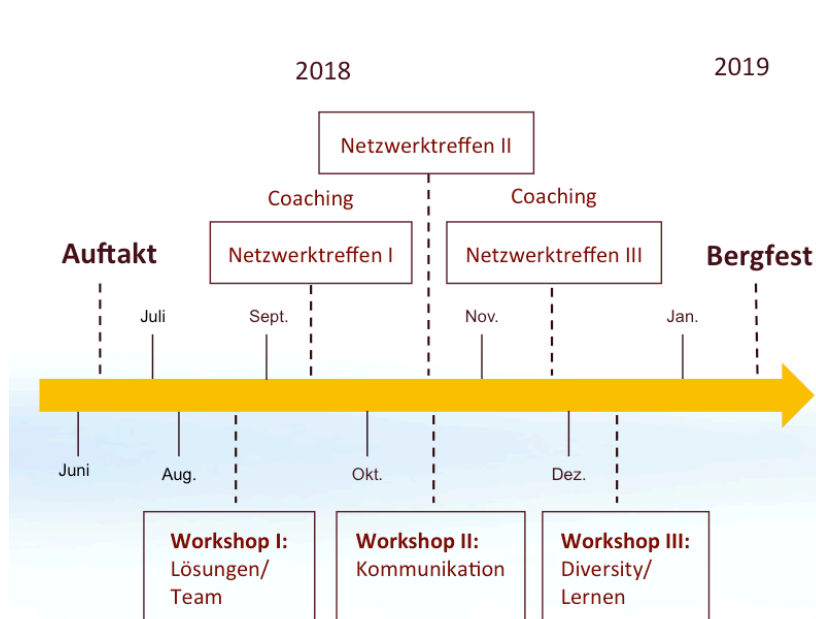 2018
2019
Netzwerktreffen II
Coaching
Coaching
Auftakt
Netzwerktreffen I
Netzwerktreffen III
Bergfest
Juli
Sept.
Nov.
Jan.
Juni
Aug.
Okt.
Dez.
Workshop I:
Lösungen/
Team
Workshop II:
Kommunikation
Workshop III:
Diversity/
Lernen